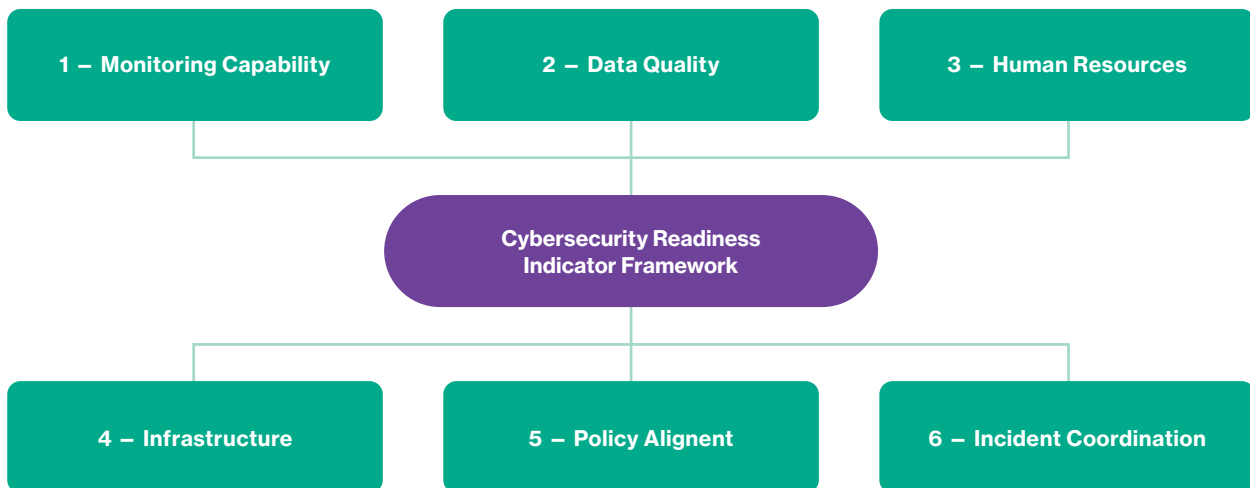 1 – Monitoring Capability
2 – Data Quality
3 – Human Resources
Cybersecurity Readiness
Indicator Framework
4 – Infrastructure
5 – Policy Alignent
6 – Incident Coordination